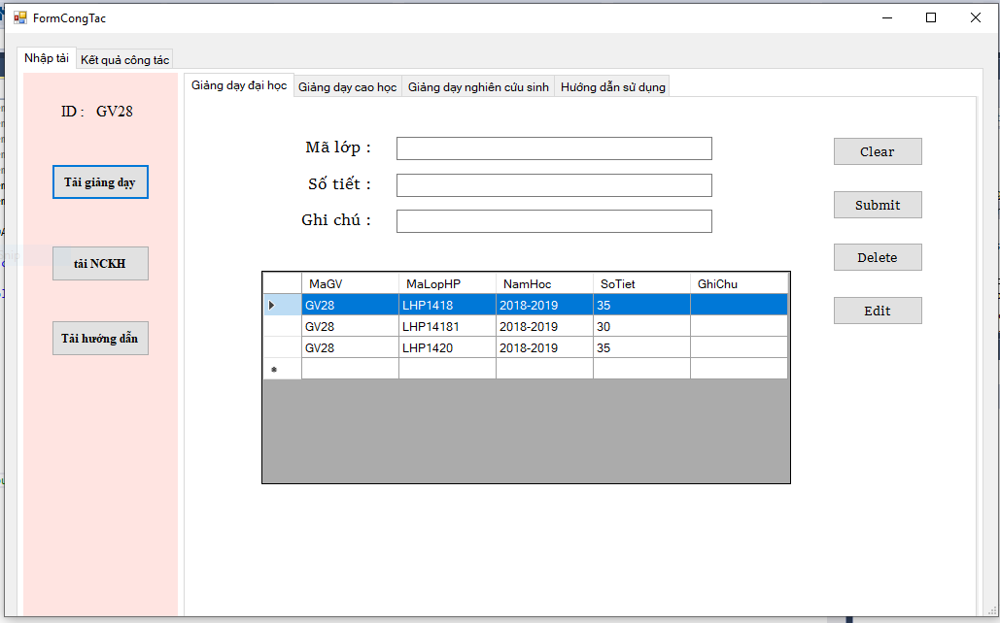 FormCongTac
Nhập tải
Kết quả công tác
ID : GV28
Tải giảng dạy
tải NCKH
Tải hướng dẫn
Giảng dạy đại học
Giảng dạy cao học
Giảng dạy nghiên cứu sinh
Hướng dẫn sử dụng
Mã lớp :
Số tiết :
Ghi chú :
Clear
Submit
Delete
Edit
MaGV MaLopHP NamHoc SoTiet GhiChu
GV28 LHP1418 2018-2019 35
GV28 LHP14181 2018-2019 30
GV28 LHP1420 2018-2019 35